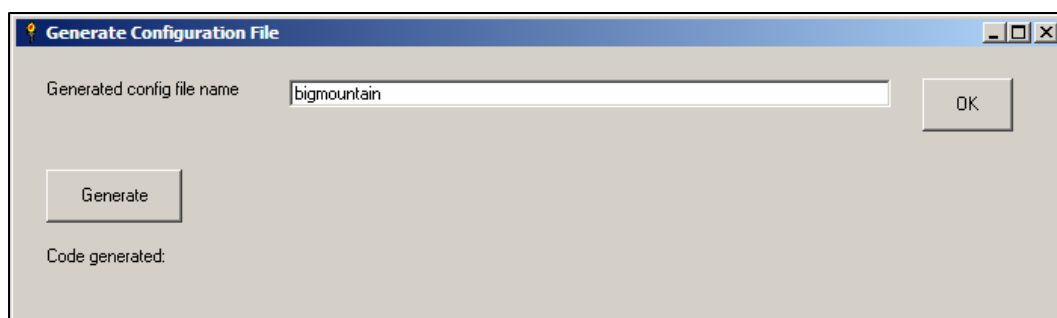 Generate Configuration File
Generated config file name
bigmountain
OK
Generate
Code generated: